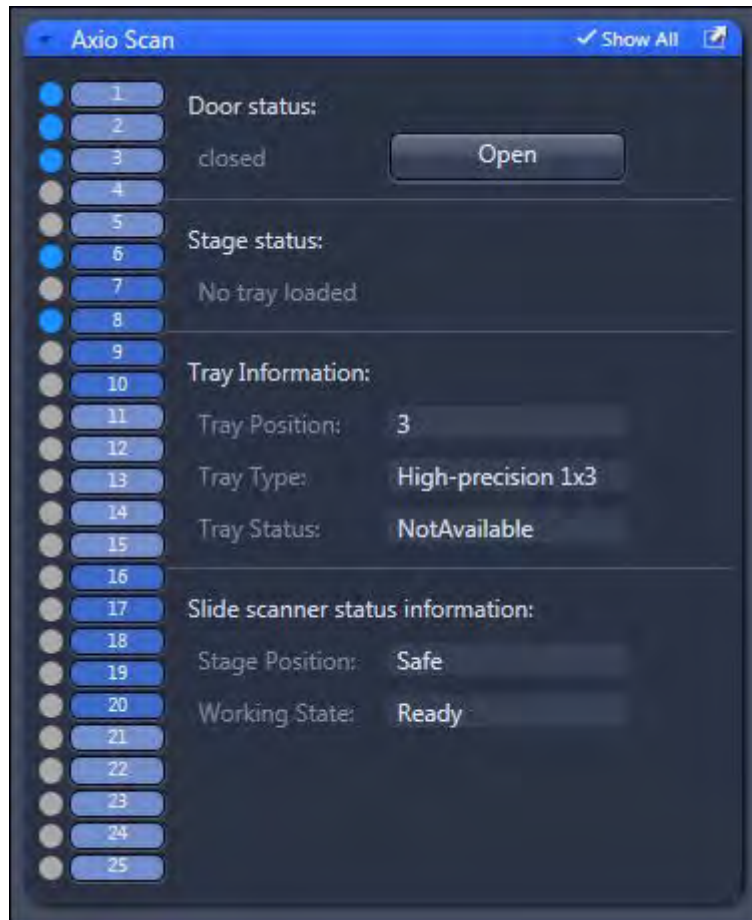 Axio Scan Show All
1
2
3
4
5
6
7
8
9
10
11
12
13
14
15
16
17
18
19
20
21
22
23
24
25
Door status:
closed Open
Stage status:
No tray loaded
Tray Information:
Tray Position: 3
Tray Type: High-precision 1x3
Tray Status: NotAvailable
Slide scanner status information:
Stage Position: Safe
Working State: Ready